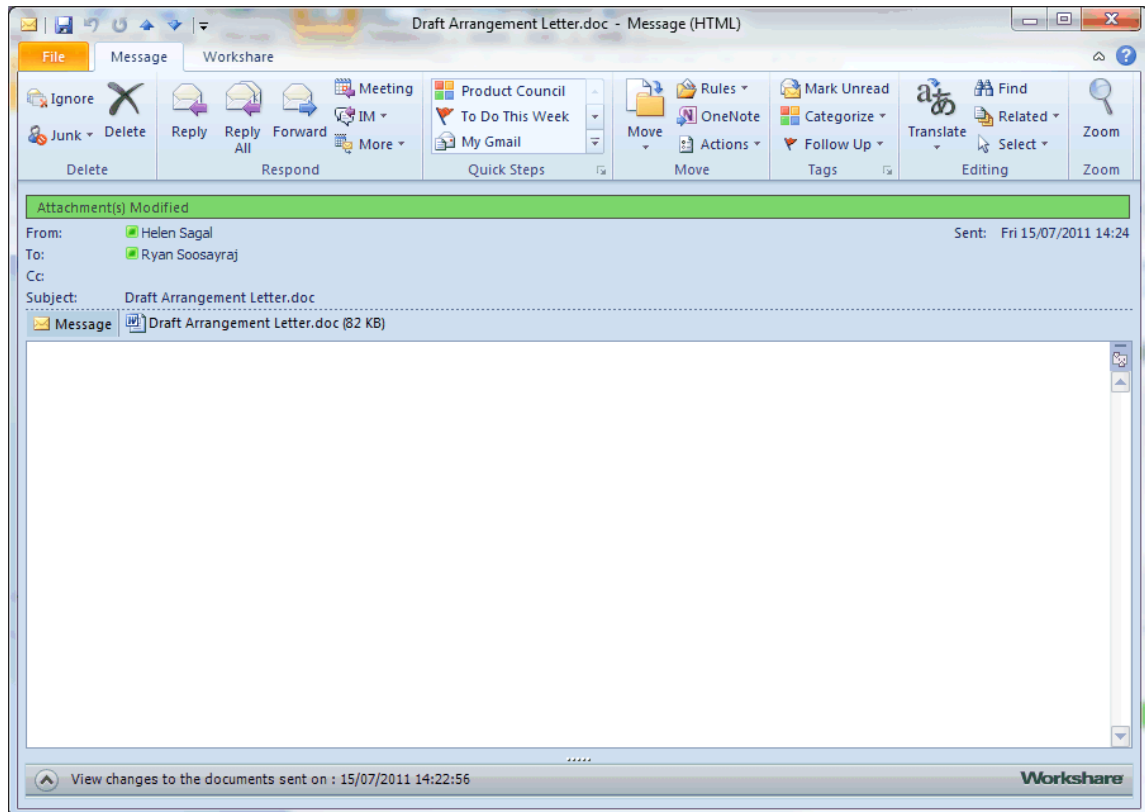 Draft Arrangement Letter.doc - Message (HTML)
File Message Workshare
Ignore
Junk
Delete
Reply
Reply All
Forward
Meeting
IM
More
Product Council
To Do This Week
My Gmail
Move
Rules
OneNote
Actions
Mark Unread
Categorize
Follow Up
Translate
Find
Related
Select
Zoom
Delete Respond Quick Steps Move Tags Editing Zoom
Attachment(s) Modified
From: Helen Sagal Sent: Fri 15/07/2011 14:24
To: Ryan Soosayraj
Cc:
Subject: Draft Arrangement Letter.doc
Message Draft Arrangement Letter.doc (82 KB)
View changes to the documents sent on : 15/07/2011 14:22:56 Workshare